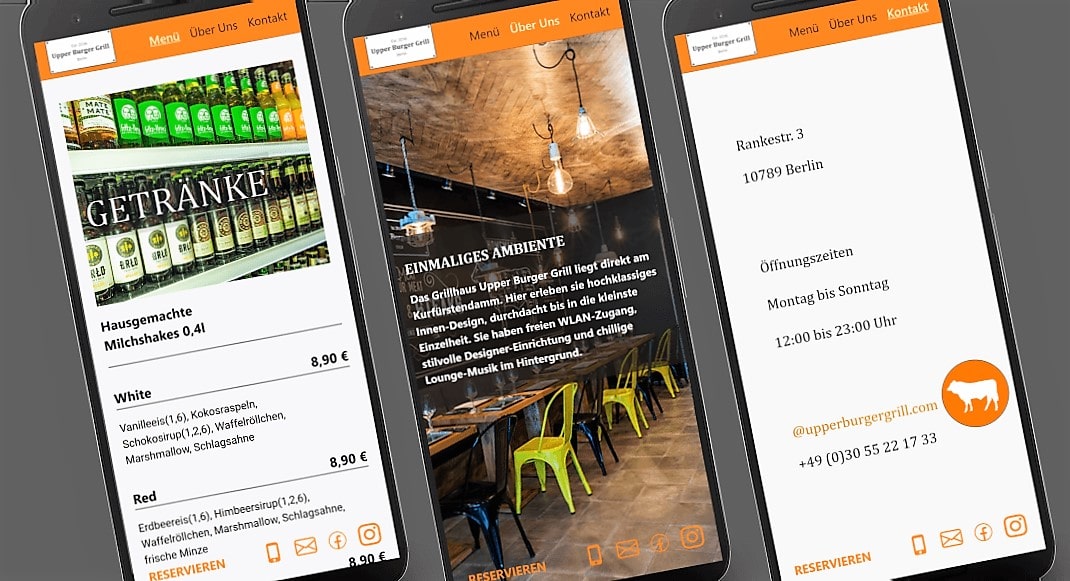 Upper Burger Grill
Berlin
Menü Über Uns Kontakt
MATE
MATE
GETRÄNKE
BRLO
Hausgemachte
Milchshakes 0,4l
8,90 €
White
Vanilleeis(1,6), Kokosraspeln,
Schokosirup(1,2,6), Waffelröllchen,
Marshmallow, Schlagsahne
8,90 €
Red
Erdbeereis(1,6), Himbeersirup(1,2,6),
Waffelröllchen, Marshmallow, Schlagsahne,
frische Minze
8,90 €
RESERVIEREN
Upper Burger Grill
Berlin
Menü Über Uns Kontakt
EINMALIGES AMBIENTE
Das Grillhaus Upper Burger Grill liegt direkt am
Kurfürstendamm. Hier erleben sie hochklassiges
Innen-Design, durchdacht bis in die kleinste
Einzelheit. Sie haben freien WLAN-Zugang,
stilvolle Designer-Einrichtung und chillige
Lounge-Musik im Hintergrund.
RESERVIEREN
Upper Burger Grill
Berlin
Menü Über Uns Kontakt
Rankestr. 3
10789 Berlin
Öffnungszeiten
Montag bis Sonntag
12:00 bis 23:00 Uhr
@upperburgergrill.com
+49 (0)30 55 22 17 33
RESERVIEREN